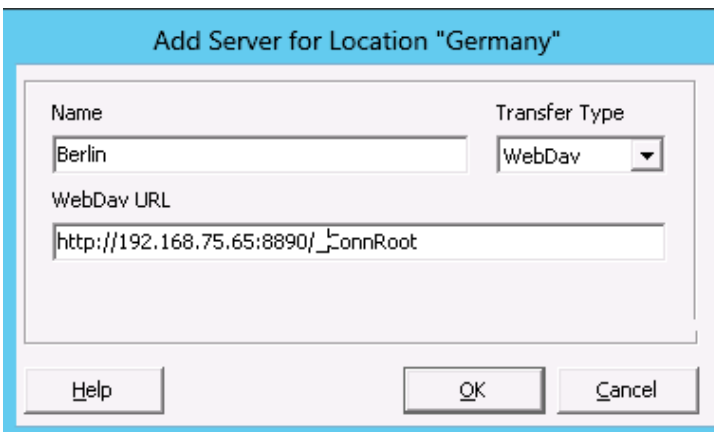 Add Server for Location "Germany"
Name Transfer Type
Berlin WebDav
WebDav URL
http://192.168.75.65:8890/_ConnRoot
Help OK Cancel